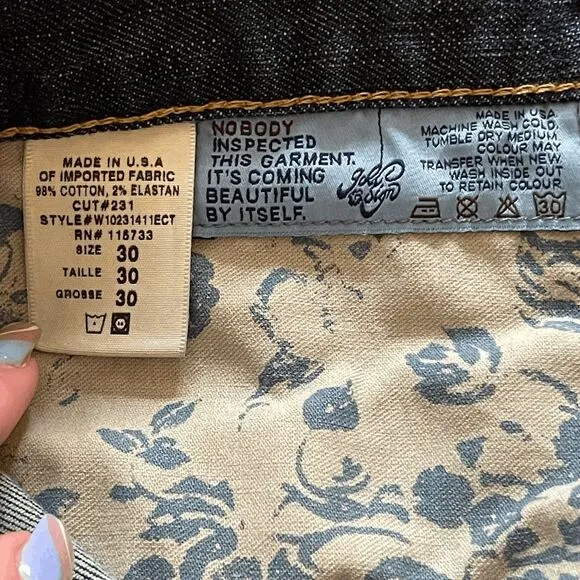 MADE IN U.S.A
OF IMPORTED FABRIC
98% COTTON, 2% ELASTAN
CUT#231
STYLE#W10231411ECT
RN# 115733
SIZE 30
TAILLE 30
GROSSE 30
NOBODY
INSPECTED
THIS GARMENT.
IT'S COMING
BEAUTIFUL
BY ITSELF.
MADE IN USA
MACHINE WASH COLD,
TUMBLE DRY MEDIUM
COLOUR MAY
TRANSFER WHEN NEW
WASH INSIDE OUT
TO RETAIN COLOUR
30